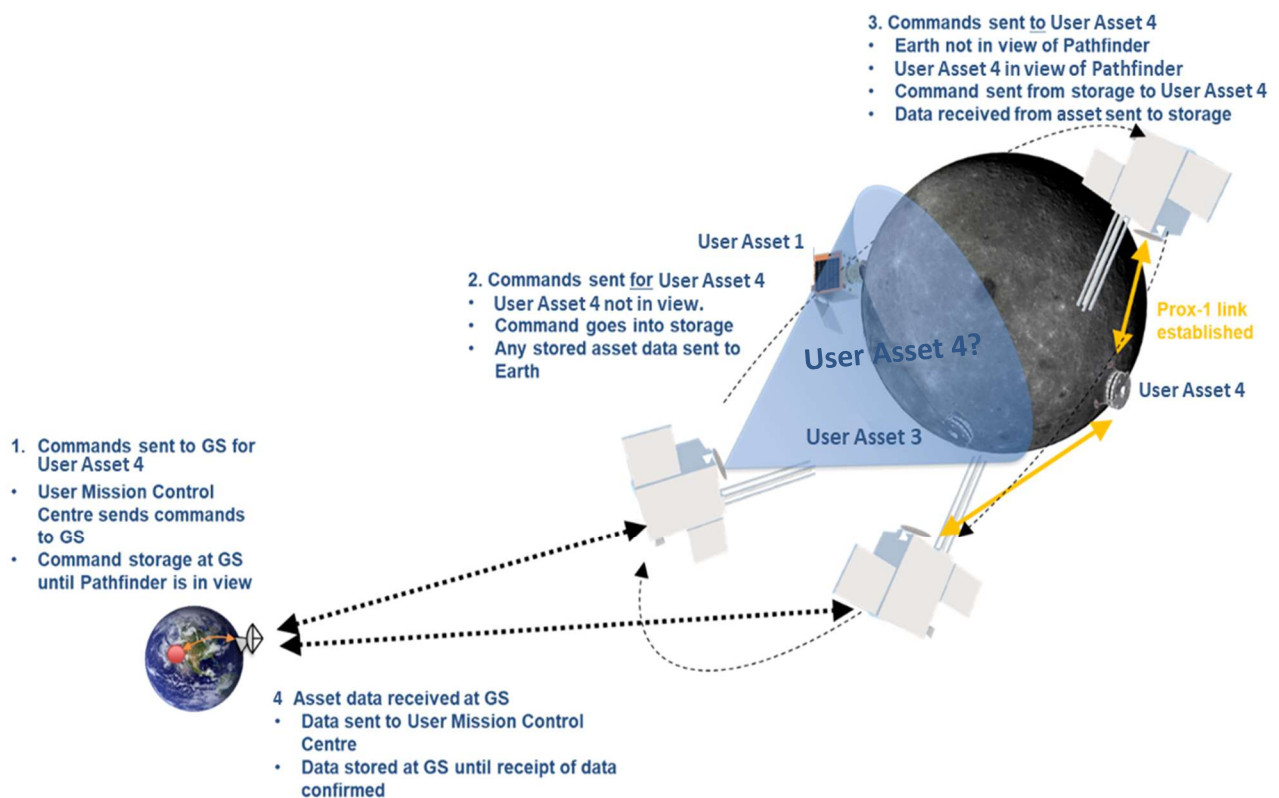 3. Commands sent to User Asset 4
• Earth not in view of Pathfinder
• User Asset 4 in view of Pathfinder
• Command sent from storage to User Asset 4
• Data received from asset sent to storage
User Asset 1
2. Commands sent for User Asset 4
• User Asset 4 not in view.
• Command goes into storage
• Any stored asset data sent to
Earth
Prox-1 link
established
User Asset 4?
User Asset 4
User Asset 3
1. Commands sent to GS for
User Asset 4
• User Mission Control
Centre sends commands
to GS
• Command storage at GS
until Pathfinder is in view
4 Asset data received at GS
• Data sent to User Mission Control
Centre
• Data stored at GS until receipt of data
confirmed